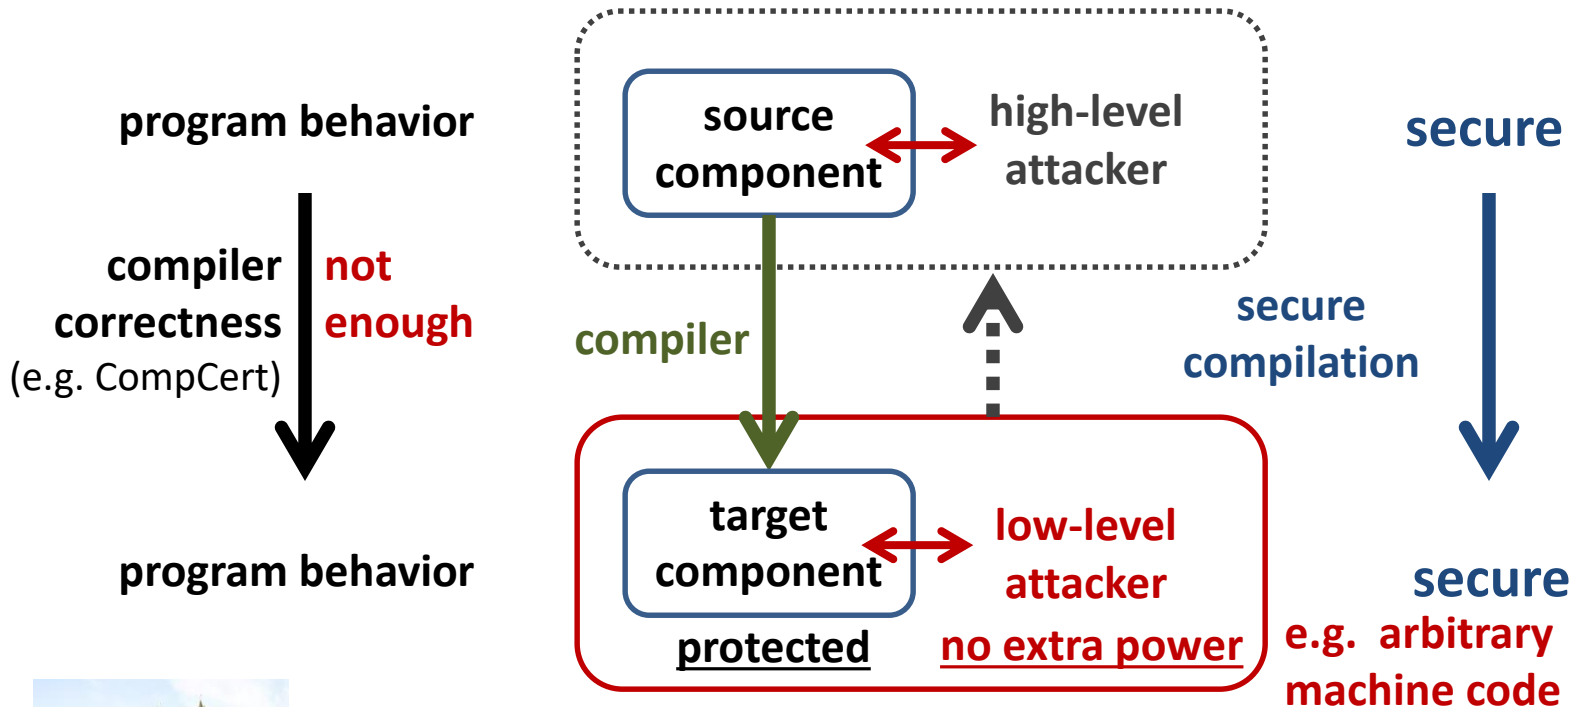 program behavior
compiler
correctness
(e.g. CompCert)
not
enough
program behavior
source
component
high-level
attacker
compiler
target
component
protected
low-level
attacker
no extra power
secure
secure
compilation
secure
e.g. arbitrary
machine code